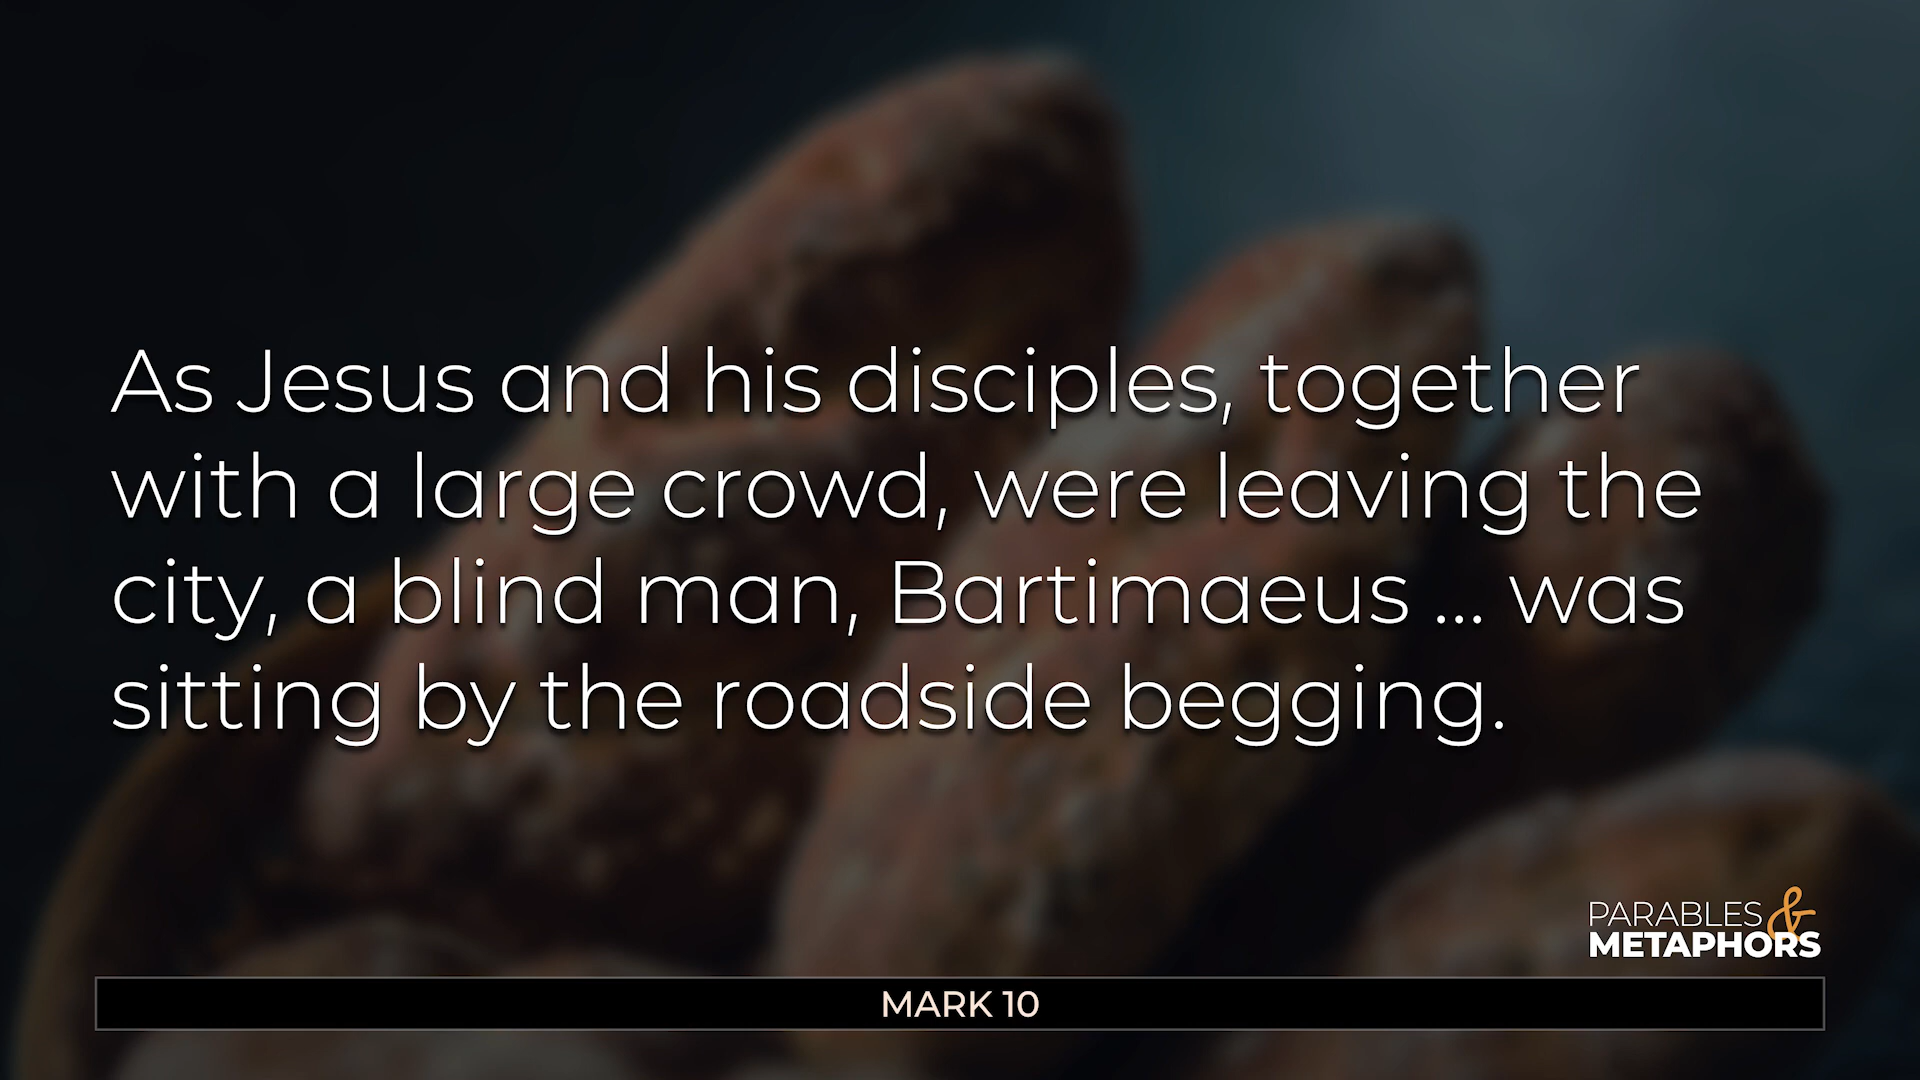 As Jesus and his disciples, together
with a large crowd, were leaving the
city, a blind man, Bartimaeus ... was
sitting by the roadside begging.
PARABLES &
METAPHORS
MARK 10